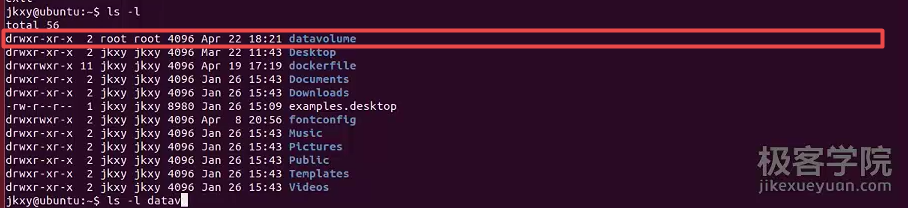 exit
jkxy@ubuntu:~$ ls -l
total 56
drwxr-xr-x  2 root root 4096 Apr 22 18:21 datavolume
drwxr-xr-x  2 jkxy jkxy 4096 Mar 22 11:43 Desktop
drwxrwxr-x 11 jkxy jkxy 4096 Apr 19 17:19 dockerfile
drwxr-xr-x  2 jkxy jkxy 4096 Jan 26 15:43 Documents
drwxr-xr-x  2 jkxy jkxy 4096 Jan 26 15:43 Downloads
-rw-r--r--  1 jkxy jkxy 8980 Jan 26 15:09 examples.desktop
drwxrwxr-x  2 jkxy jkxy 4096 Apr  8 20:56 fontconfig
drwxr-xr-x  2 jkxy jkxy 4096 Jan 26 15:43 Music
drwxr-xr-x  2 jkxy jkxy 4096 Jan 26 15:43 Pictures
drwxr-xr-x  2 jkxy jkxy 4096 Jan 26 15:43 Public
drwxr-xr-x  2 jkxy jkxy 4096 Jan 26 15:43 Templates
drwxr-xr-x  2 jkxy jkxy 4096 Jan 26 15:43 Videos
jkxy@ubuntu:~$ ls -l datav
极客学院
jikexueyuan.com